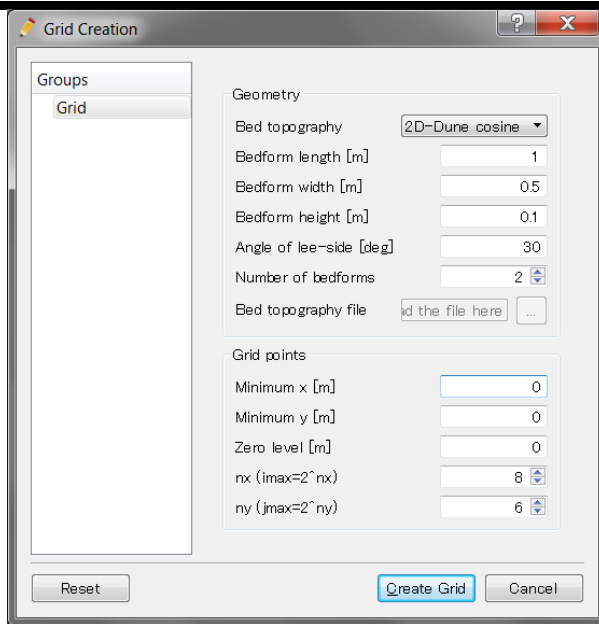 Grid Creation
?
X
Groups
Grid
Geometry
Bed topography 2D-Dune cosine
Bedform length [m] 1
Bedform width [m] 0.5
Bedform height [m] 0.1
Angle of lee-side [deg] 30
Number of bedforms 2
Bed topography file ad the file here ...
Grid points
Minimum x [m] 0
Minimum y [m] 0
Zero level [m] 0
nx (imax=2^nx) 8
ny (jmax=2^ny) 6
Reset Create Grid Cancel